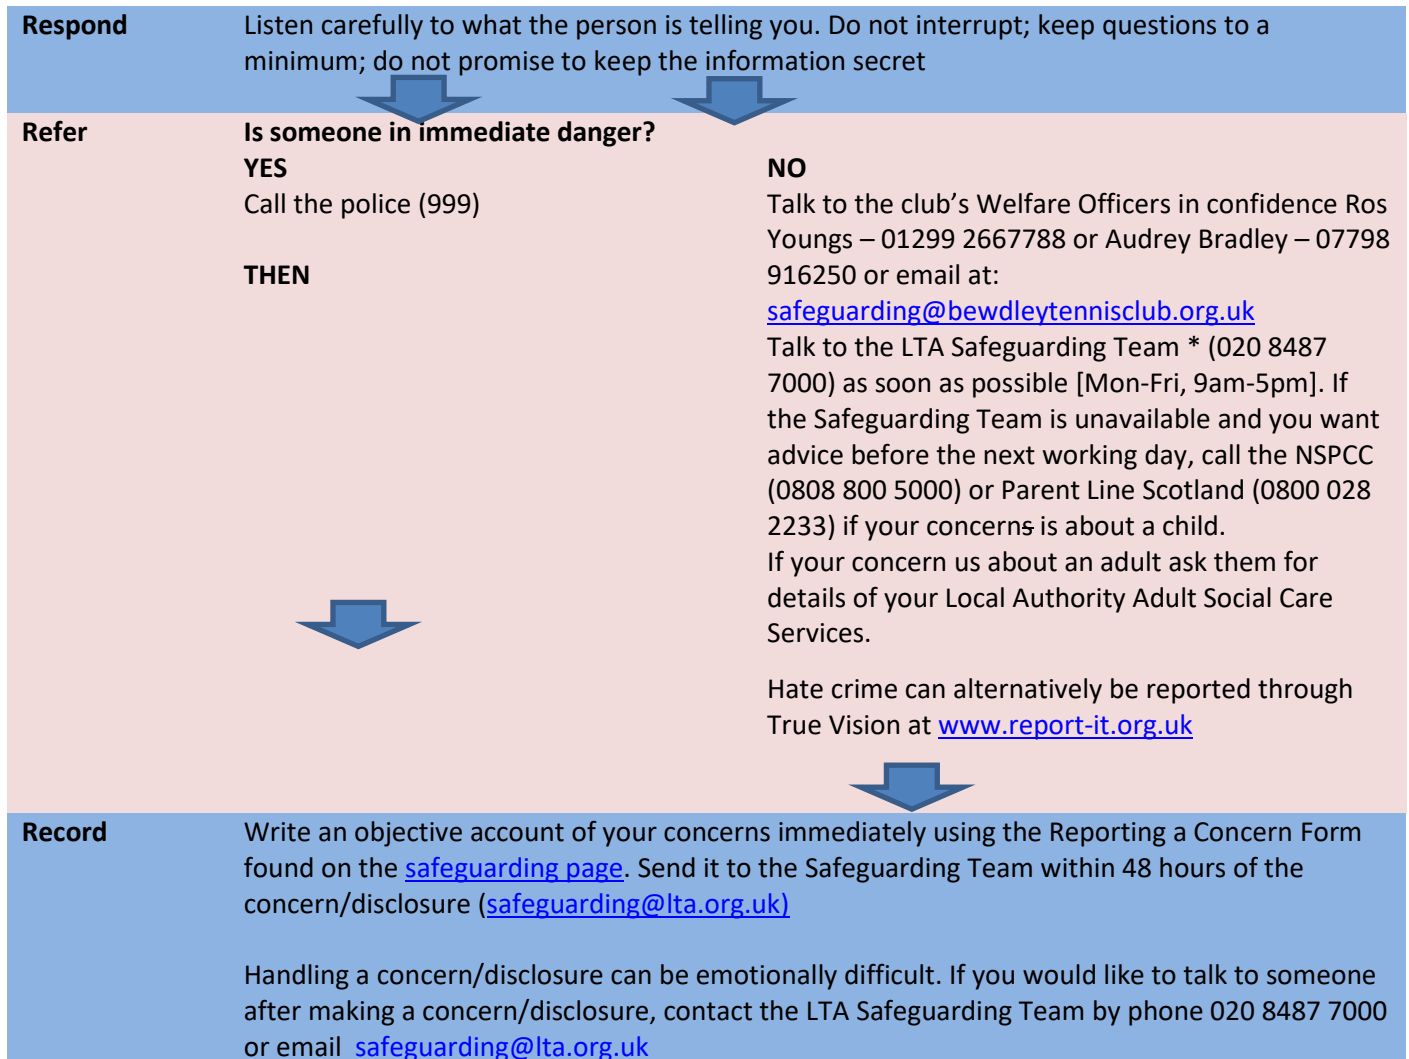 Respond
Listen carefully to what the person is telling you. Do not interrupt; keep questions to a
minimum; do not promise to keep the information secret
Refer
Is someone in immediate danger?
YES
Call the police (999)
THEN
NO
Talk to the club’s Welfare Officers in confidence Ros
Youngs – 01299 2667788 or Audrey Bradley – 07798
916250 or email at:
safeguarding@bewdleytennisclub.org.uk
Talk to the LTA Safeguarding Team * (020 8487
7000) as soon as possible [Mon-Fri, 9am-5pm]. If
the Safeguarding Team is unavailable and you want
advice before the next working day, call the NSPCC
(0808 800 5000) or Parent Line Scotland (0800 028
2233) if your concerns is about a child.
If your concern us about an adult ask them for
details of your Local Authority Adult Social Care
Services.
Hate crime can alternatively be reported through
True Vision at www.report-it.org.uk
Record
Write an objective account of your concerns immediately using the Reporting a Concern Form
found on the safeguarding page. Send it to the Safeguarding Team within 48 hours of the
concern/disclosure (safeguarding@lta.org.uk)
Handling a concern/disclosure can be emotionally difficult. If you would like to talk to someone
after making a concern/disclosure, contact the LTA Safeguarding Team by phone 020 8487 7000
or email safeguarding@lta.org.uk